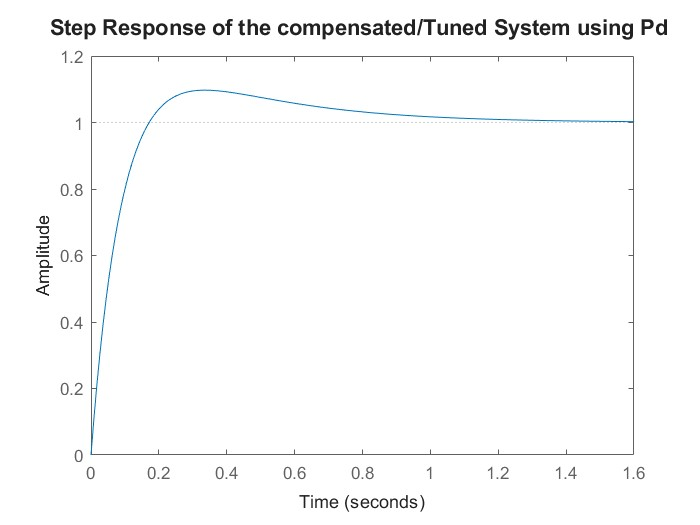 Step Response of the compensated/Tuned System using Pd
1.2
1
0.8
0.6
0.4
0.2
0
Amplitude
0 0.2 0.4 0.6 0.8 1 1.2 1.4 1.6
Time (seconds)